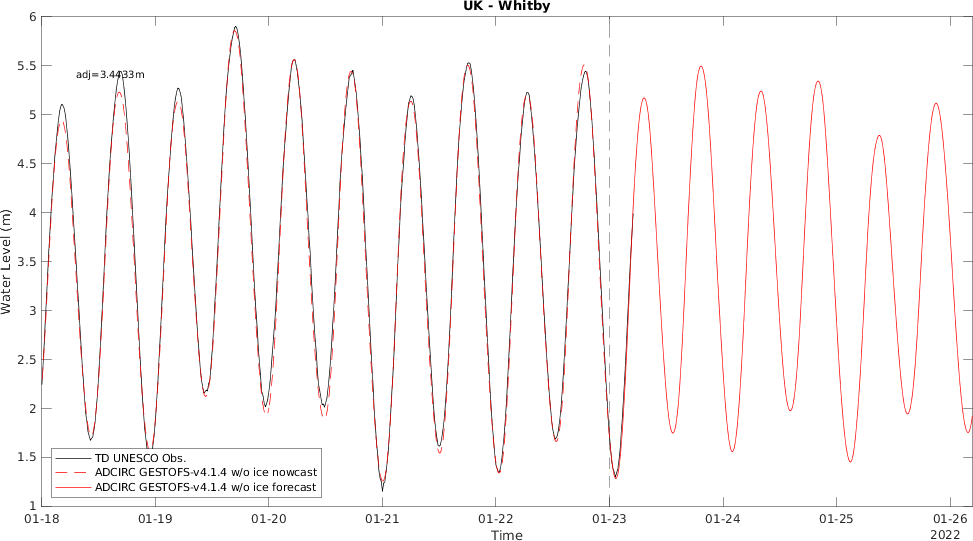 UK - Whitby
6
5.5
5
4.5
4
3.5
3
2.5
2
1.5
1
Water Level (m)
adj=3.4433m
TD UNESCO Obs.
ADCIRC GESTOFS-v4.1.4 w/o ice nowcast
ADCIRC GESTOFS-v4.1.4 w/o ice forecast
01-18 01-19 01-20 01-21 01-22 01-23 01-24 01-25 01-26
Time
2022